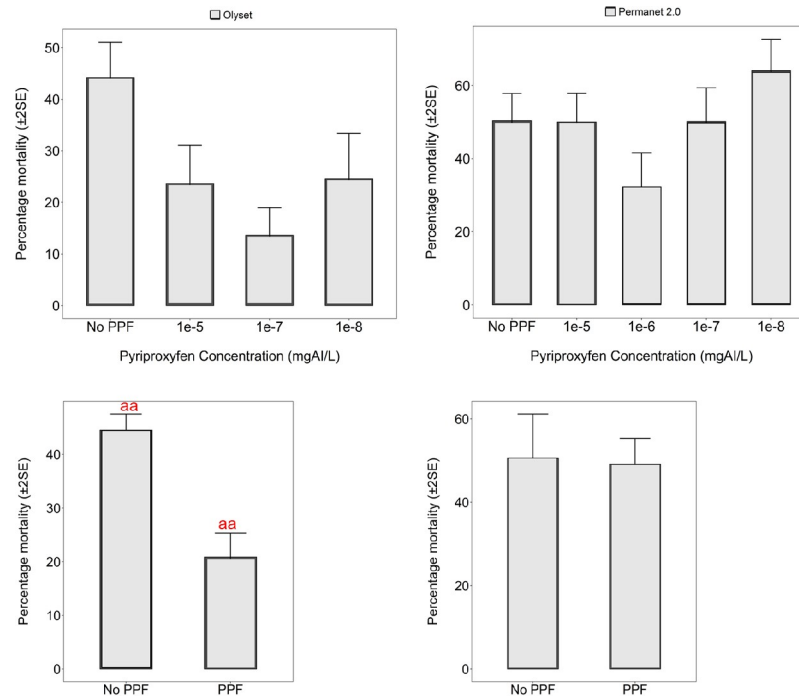 Olyset
Percentage mortality (±2SE)
50
40
30
20
10
0
No PPF 1e-5 1e-7 1e-8
Pyriproxyfen Concentration (mgAI/L)
Permanet 2.0
Percentage mortality (±2SE)
60
40
20
0
No PPF 1e-5 1e-6 1e-7 1e-8
Pyriproxyfen Concentration (mgAI/L)
Percentage mortality (±2SE)
40
30
20
10
0
aa
aa
No PPF PPF
Percentage mortality (±2SE)
60
40
20
0
No PPF PPF